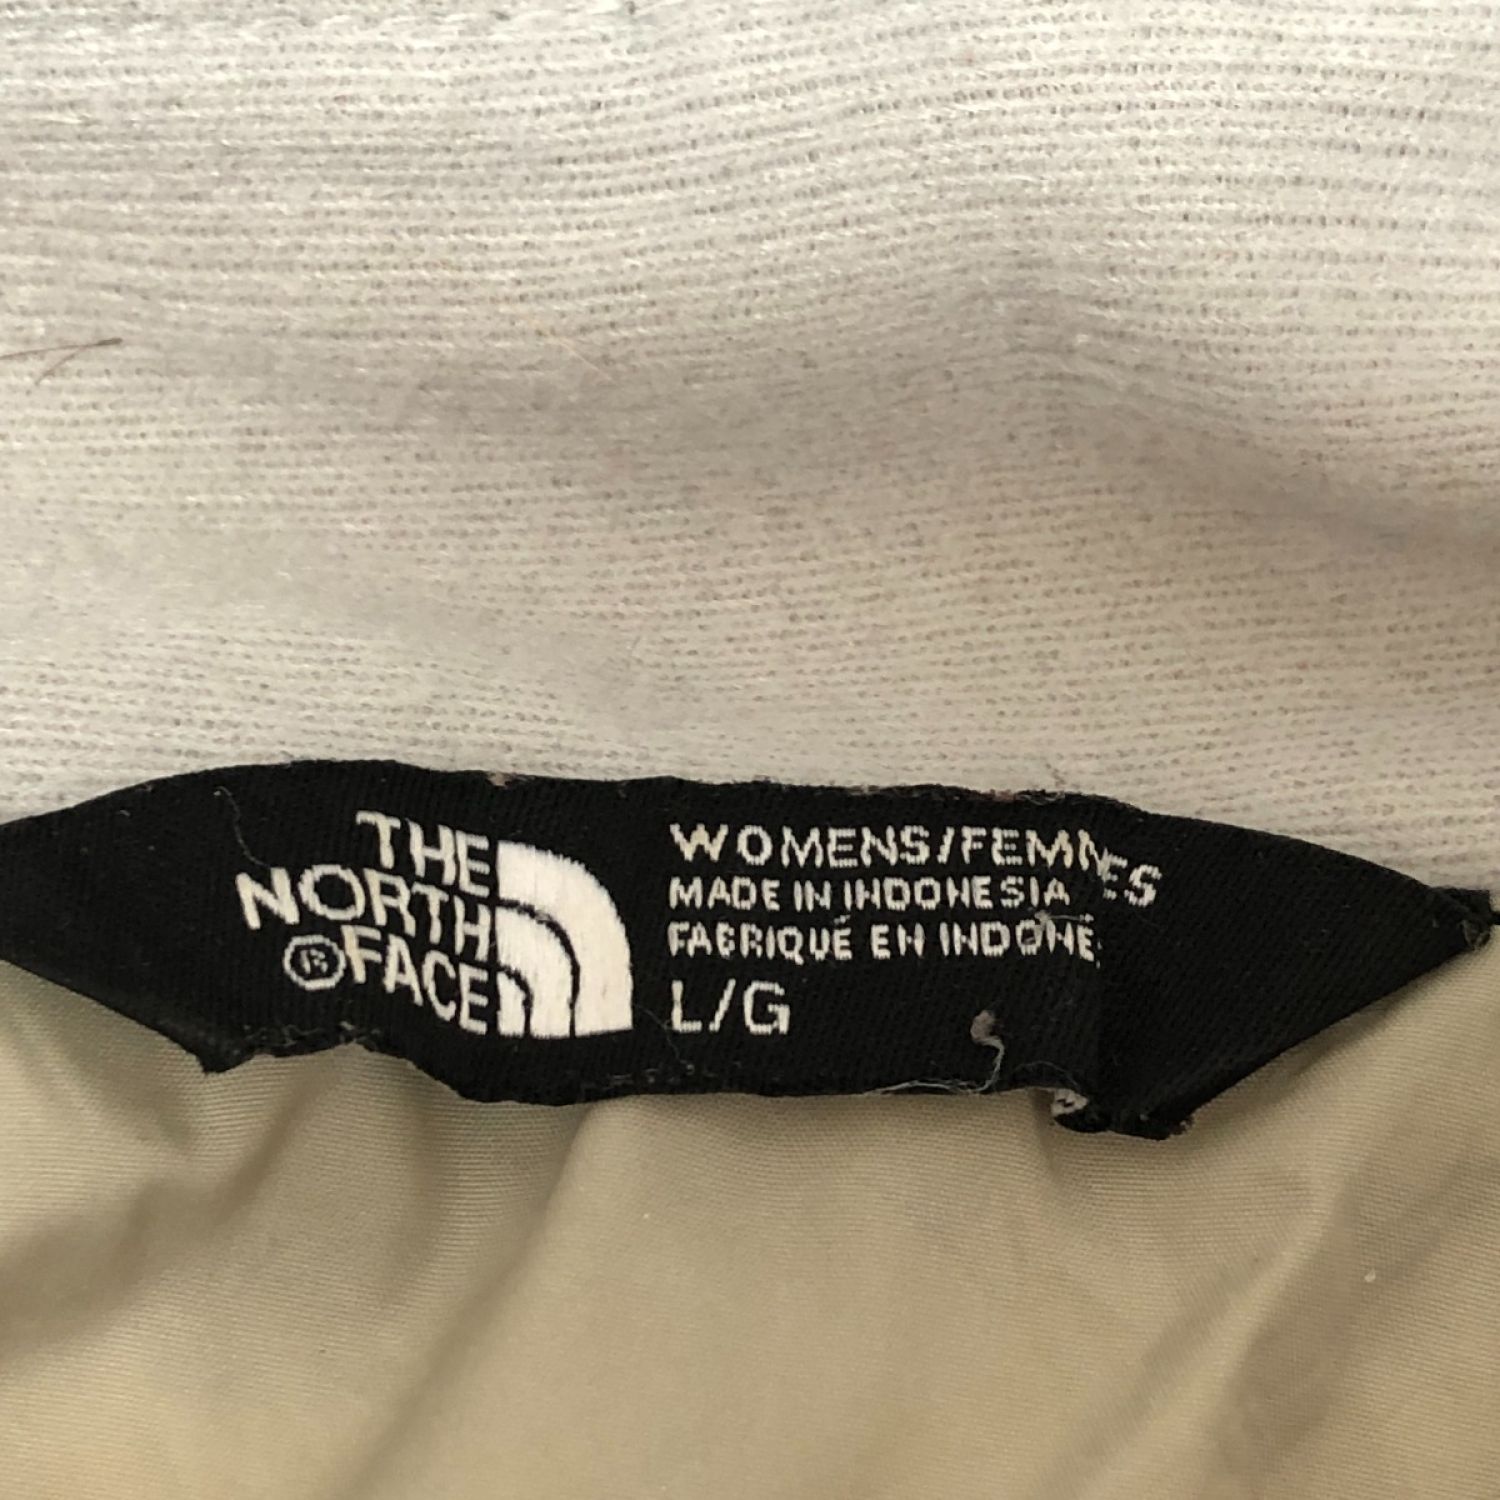 THE
NORTH
®FACE
WOMENS/FEMMES
MADE IN INDONESIA
FABRIQUÉ EN INDONÉ
L/G